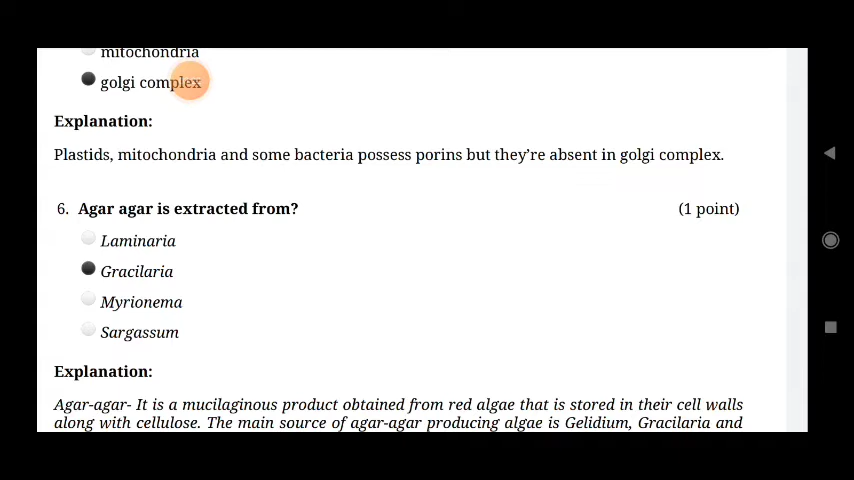 mitochondria
golgi complex
Explanation:
Plastids, mitochondria and some bacteria possess porins but they’re absent in golgi complex.
6. Agar agar is extracted from? (1 point)
Laminaria
Gracilaria
Myrionema
Sargassum
Explanation:
Agar-agar- It is a mucilaginous product obtained from red algae that is stored in their cell walls
along with cellulose. The main source of agar-agar producing algae is Gelidium, Gracilaria and